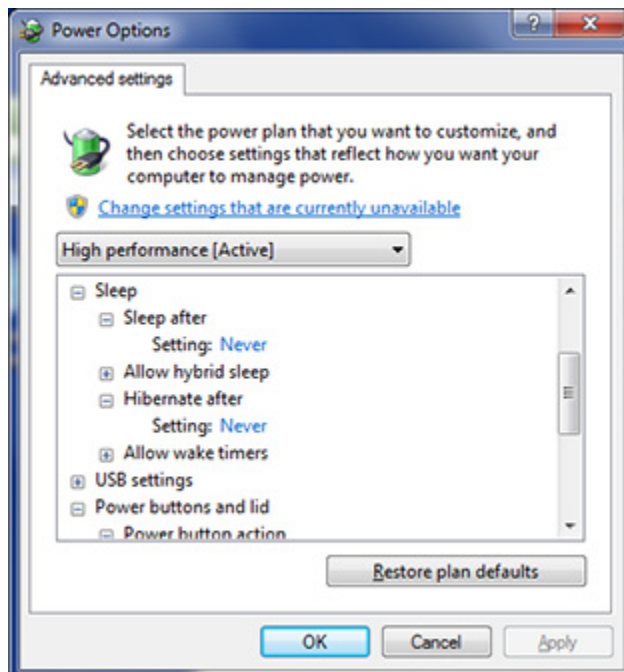 Power Options
Advanced settings
Select the power plan that you want to customize, and
then choose settings that reflect how you want your
computer to manage power.
Change settings that are currently unavailable
High performance [Active]
Sleep
Sleep after
Setting: Never
Allow hybrid sleep
Hibernate after
Setting: Never
Allow wake timers
USB settings
Power buttons and lid
Power button action
Restore plan defaults
OK
Cancel
Apply